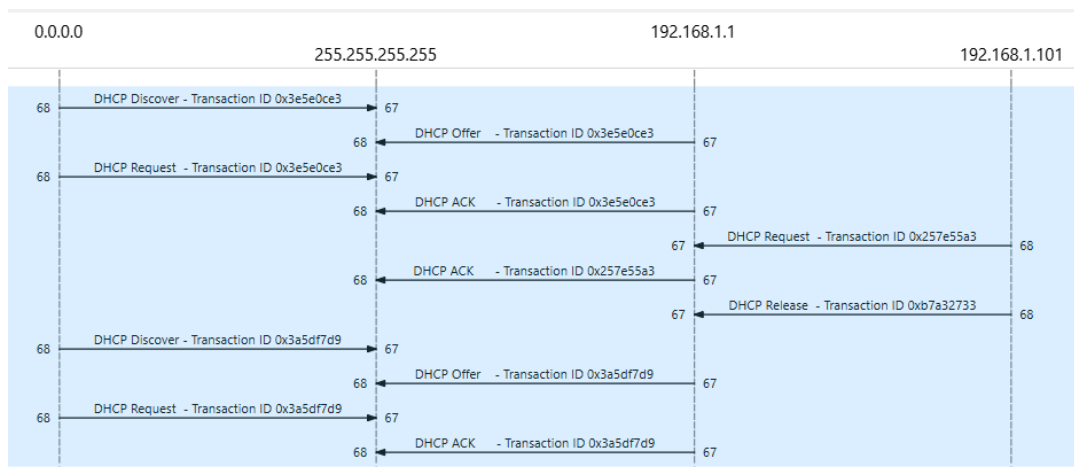 0.0.0.0 192.168.1.1
255.255.255.255 192.168.1.101
68 DHCP Discover - Transaction ID 0x3e5e0ce3 67
68 DHCP Offer - Transaction ID 0x3e5e0ce3 67
68 DHCP Request - Transaction ID 0x3e5e0ce3 67
68 DHCP ACK - Transaction ID 0x3e5e0ce3 67
67 DHCP Request - Transaction ID 0x257e55a3 68
68 DHCP ACK - Transaction ID 0x257e55a3 67
67 DHCP Release - Transaction ID 0xb7a32733 68
68 DHCP Discover - Transaction ID 0x3a5df7d9 67
68 DHCP Offer - Transaction ID 0x3a5df7d9 67
68 DHCP Request - Transaction ID 0x3a5df7d9 67
68 DHCP ACK - Transaction ID 0x3a5df7d9 67